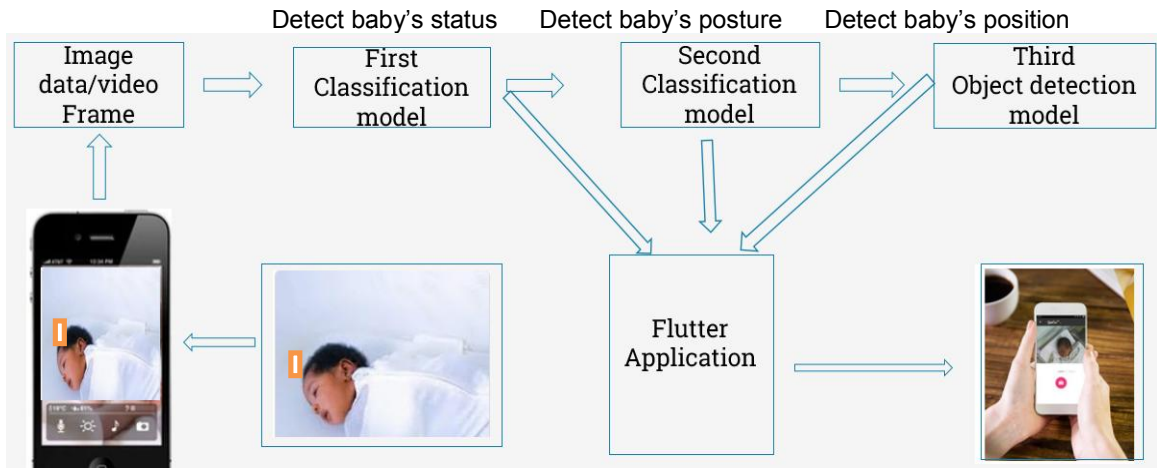 Detect baby’s status
Detect baby’s posture
Detect baby’s position
Image
data/video
Frame
First
Classification
model
Second
Classification
model
Third
Object detection
model
Flutter
Application